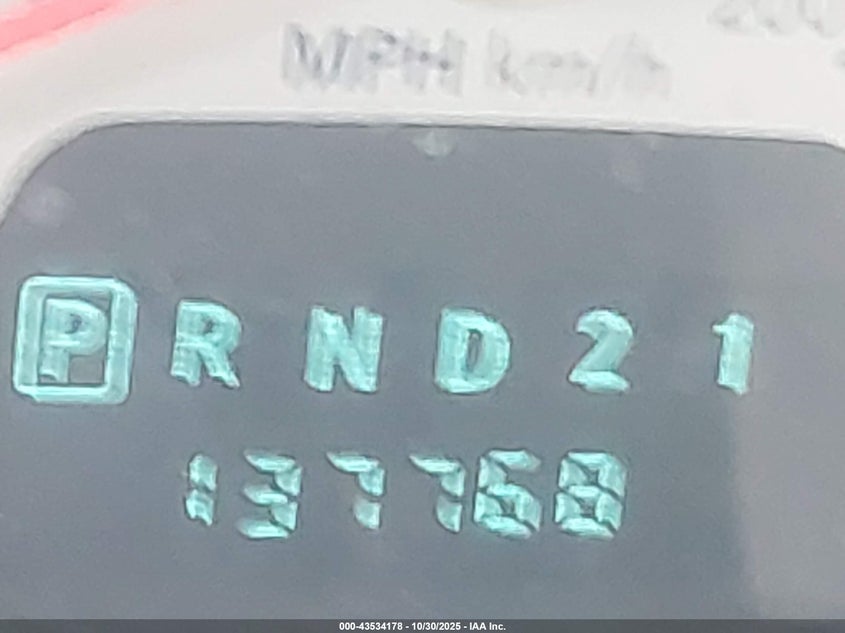 MPH km/h
P R N D 2 1
137768
000-43534178 - 10/30/2025 - IAA Inc.